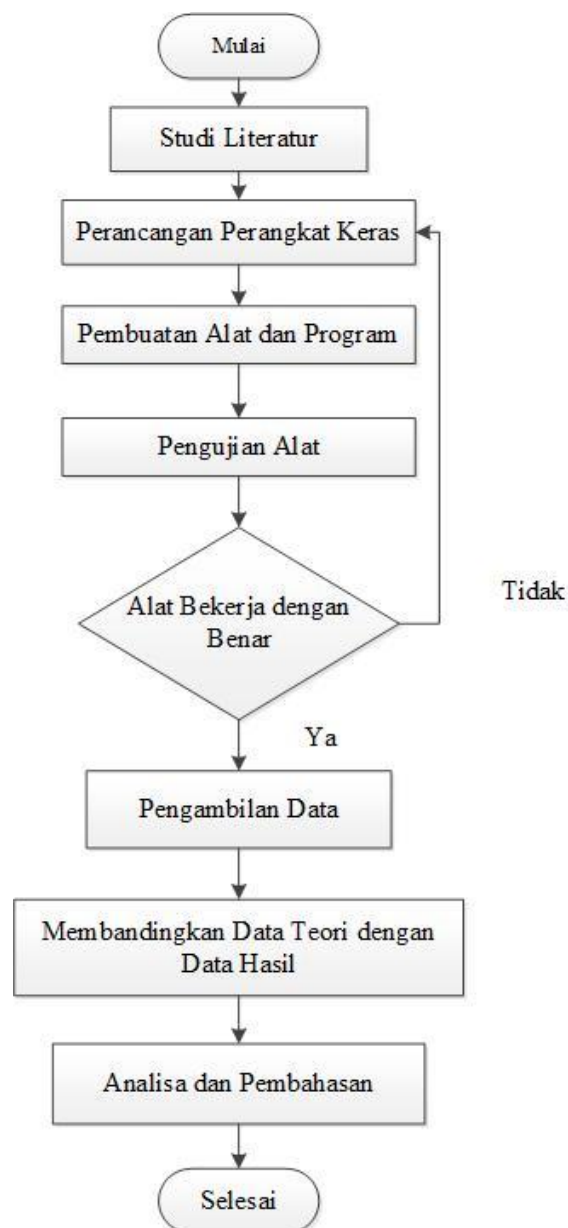 Mulai
Studi Literatur
Perancangan Perangkat Keras
Pembuatan Alat dan Program
Pengujian Alat
Alat Bekerja dengan
Benar
Tidak
Ya
Pengambilan Data
Membandingkan Data Teori dengan
Data Hasil
Analisa dan Pembahasan
Selesai